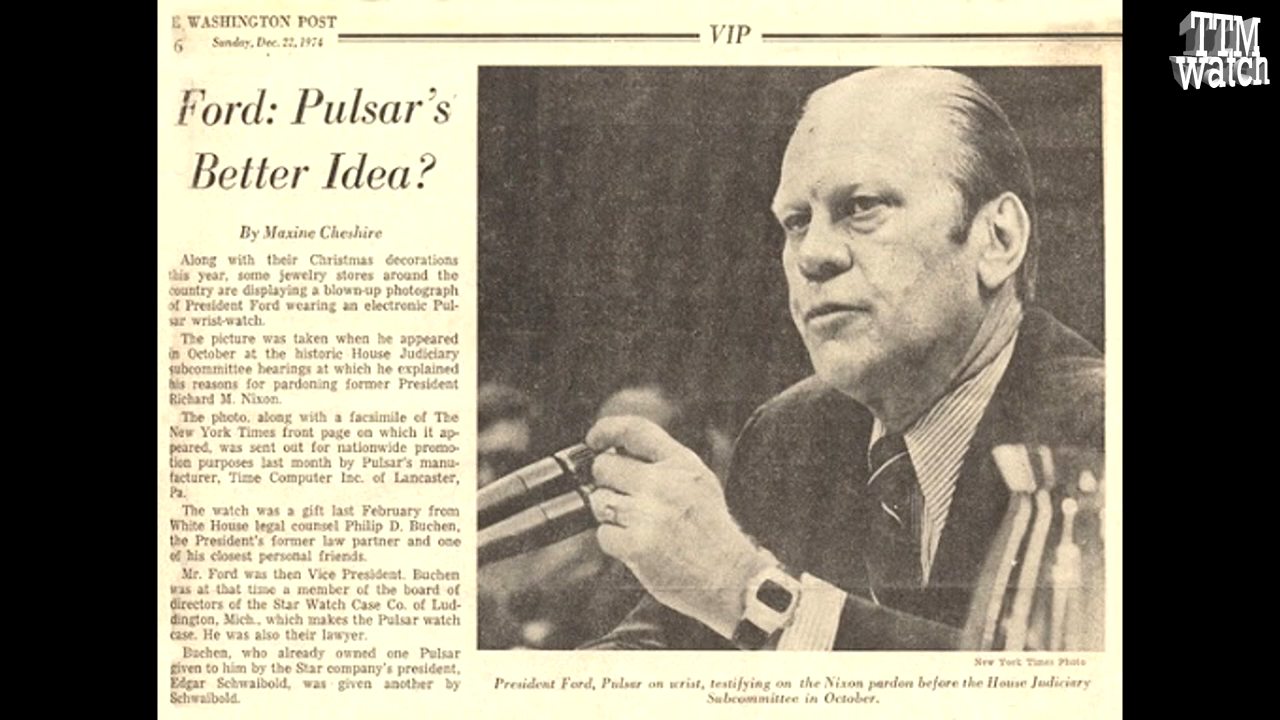 E WASHINGTON POST
6
Sunday, Dec. 22, 1974
VIP
TTM
watch
Ford: Pulsar's
Better Idea?
By Maxine Cheshire
Along with their Christmas decorations
this year, some jewelry stores around the
country are displaying a blown-up photograph
of President Ford wearing an electronic Pul-
sar wrist-watch.
The picture was taken when he appeared
in October at the historic House Judiciary
subcommittee hearings at which he explained
his reasons for pardoning former President
Richard M. Nixon.
The photo, along with a facsimile of The
New York Times front page on which it ap-
peared, was sent out for nationwide promo-
tion purposes last month by Pulsar's manu-
facturer, Time Computer Inc. of Lancaster,
Pa.
The watch was a gift last February from
White House legal counsel Philip D. Buchen,
the President's former law partner and one
of his closest personal friends.
Mr. Ford was then Vice President. Buchen
was at that time a member of the board of
directors of the Star Watch Case Co. of Lud-
dington, Mich., which makes the Pulsar watch
case. He was also their lawyer.
Buchen, who already owned one Pulsar
given to him by the Star company's president,
Edgar Schwaibold, was given another by
Schwaibold.
New York Times Photo
President Ford, Pulsar on wrist, testifying on the Nixon pardon before the House Judiciary
Subcommittee in October.